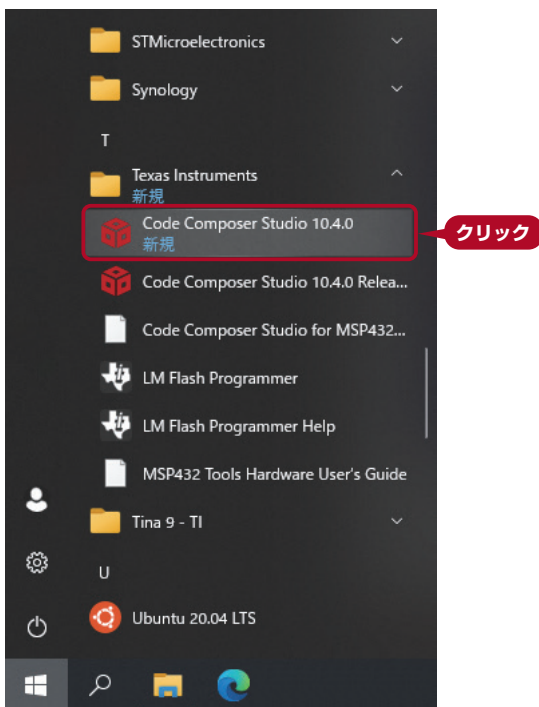 STMicroelectronics
Synology
T
Texas Instruments
新規
Code Composer Studio 10.4.0
新規
クリック
Code Composer Studio 10.4.0 Relea...
Code Composer Studio for MSP432...
LM Flash Programmer
LM Flash Programmer Help
MSP432 Tools Hardware User's Guide
Tina 9 - TI
U
Ubuntu 20.04 LTS